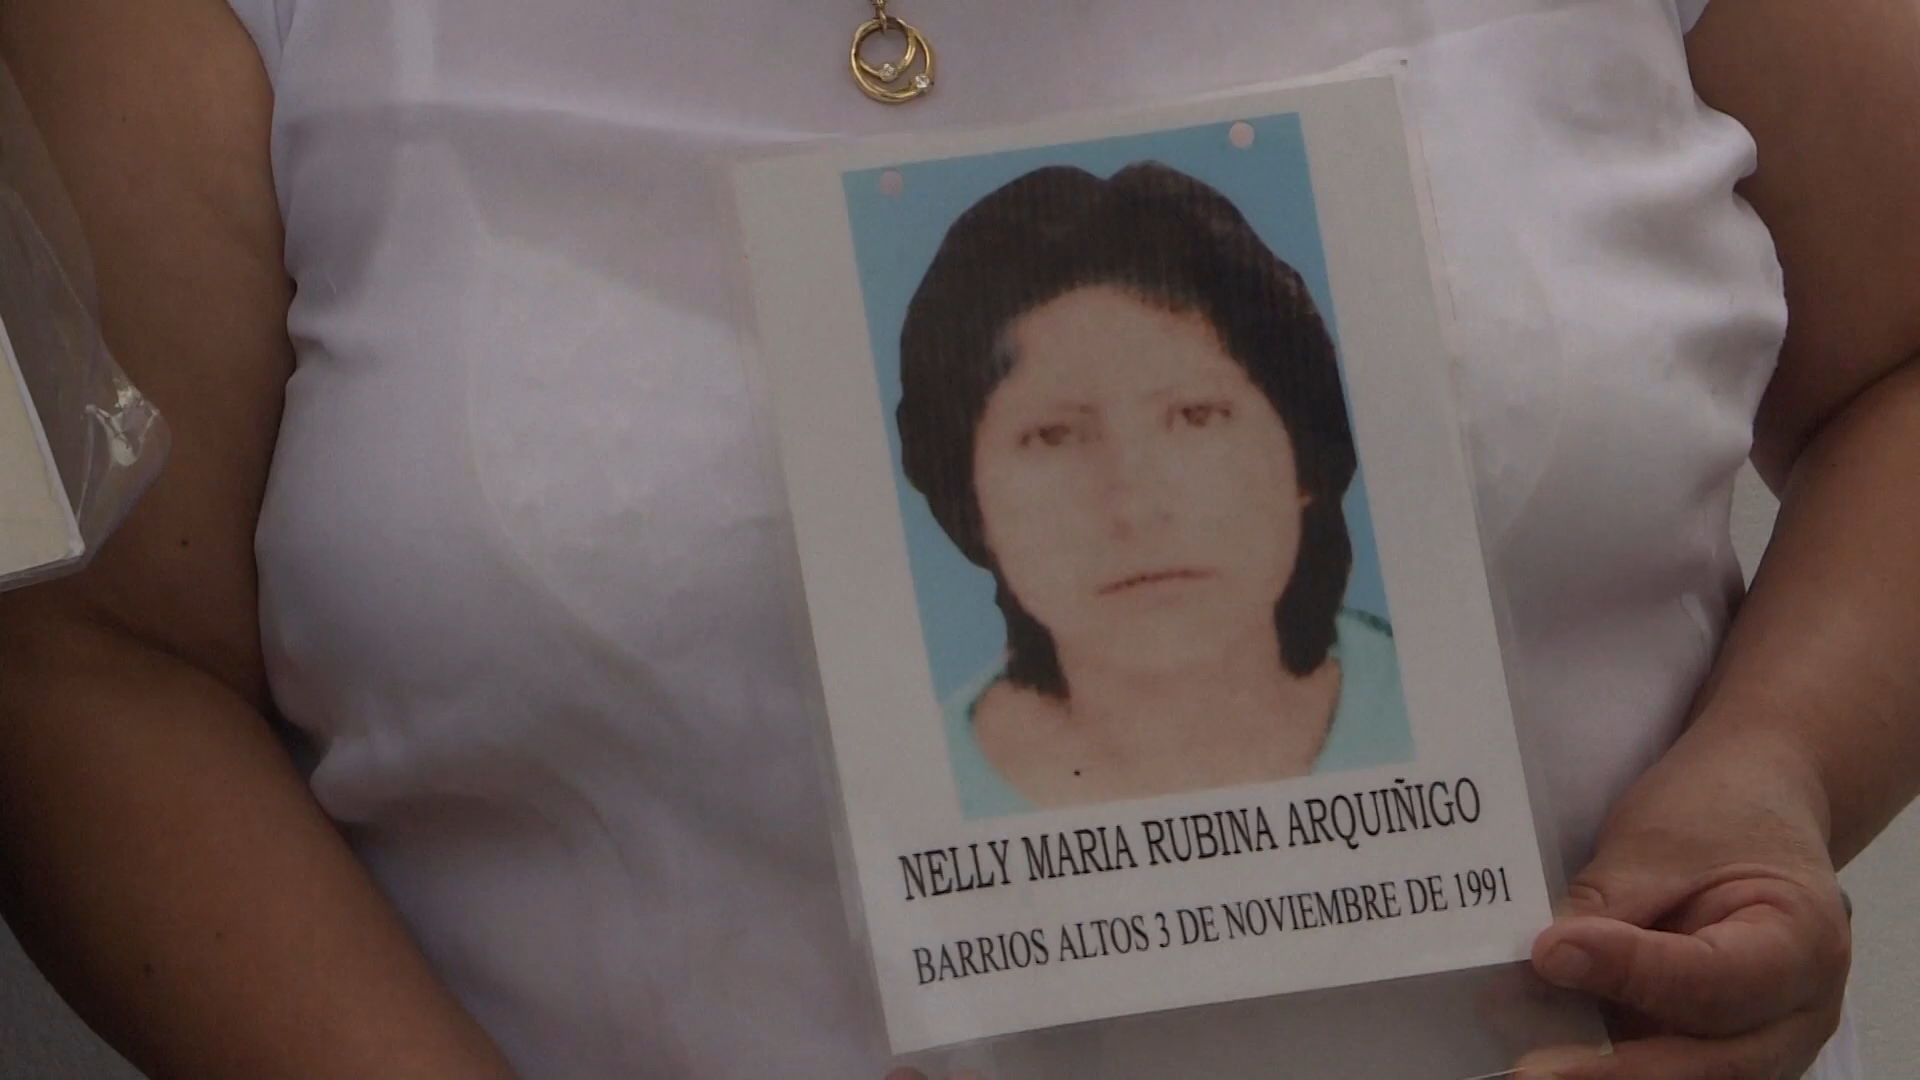 NELLY MARIA RUBINA ARQUIÑIGO
BARRIOS ALTOS 3 DE NOVIEMBRE DE 1991